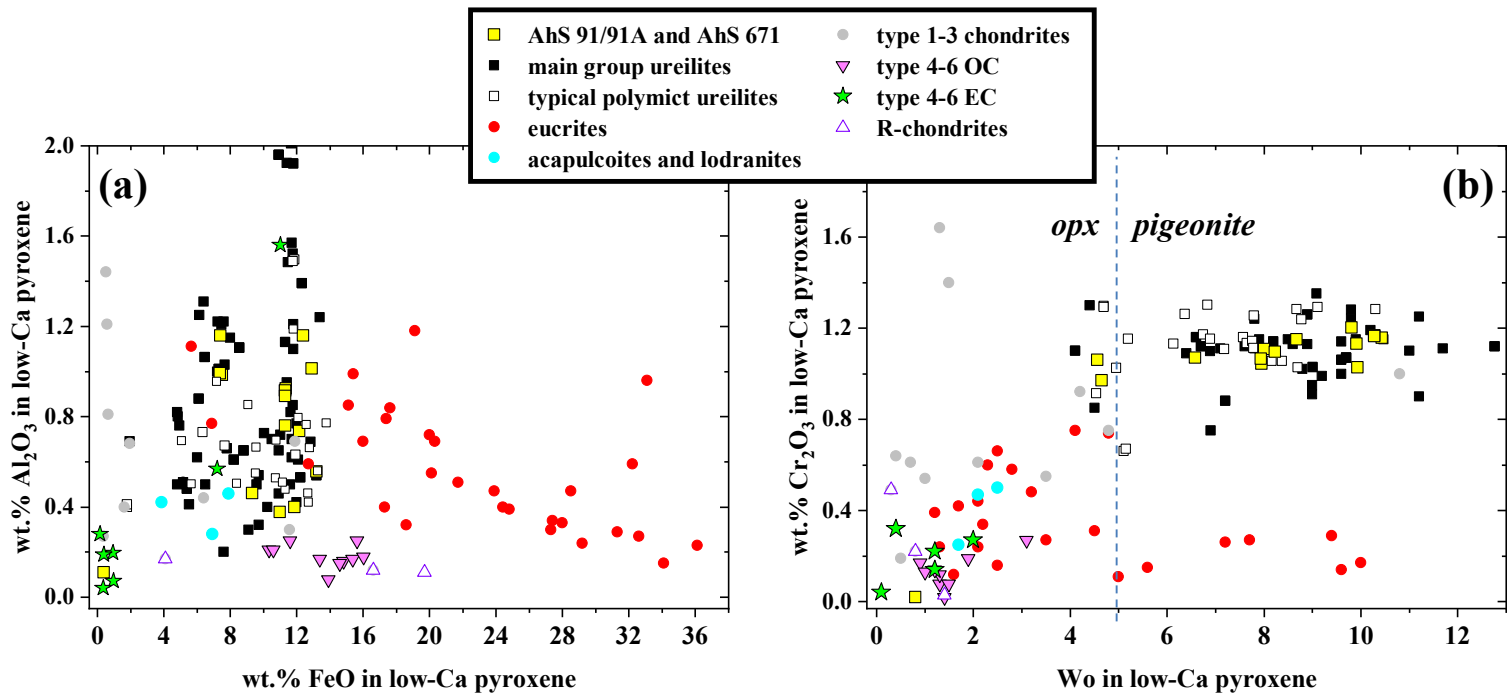 AhS 91/91A and AhS 671
main group ureilites
typical polymict ureilites
eucrites
acapulcoites and lodranites
type 1-3 chondrites
type 4-6 OC
type 4-6 EC
R-chondrites
(a)
2.0
1.6
1.2
0.8
0.4
0.0
wt.% Al₂O₃ in low-Ca pyroxene
0 4 8 12 16 20 24 28 32 36
wt.% FeO in low-Ca pyroxene
(b)
opx pigeonite
1.6
1.2
0.8
0.4
0.0
wt.% Cr₂O₃ in low-Ca pyroxene
0 2 4 6 8 10 12
Wo in low-Ca pyroxene